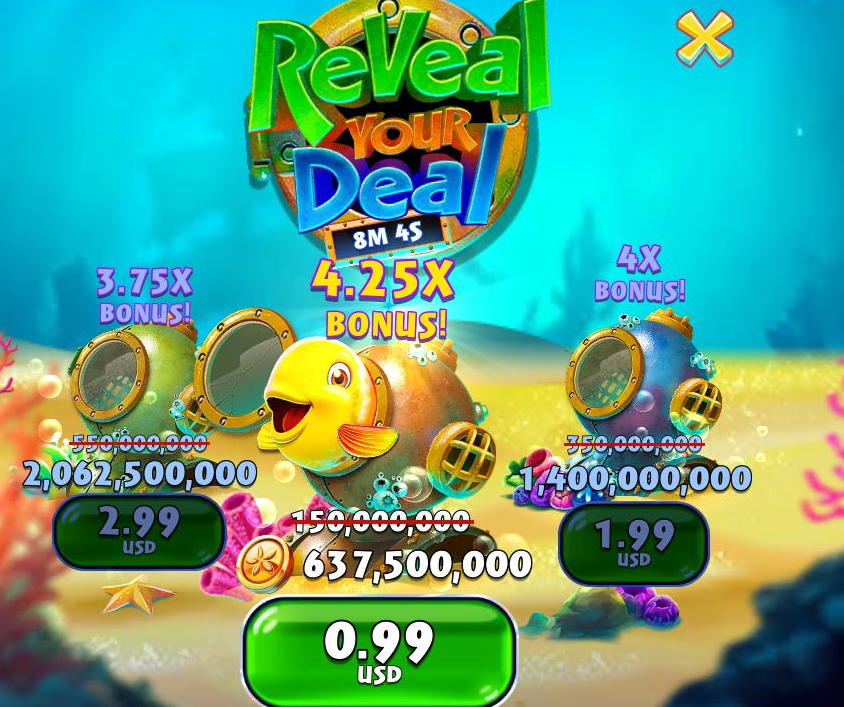 ReVeal
YOUR
Deal
8M 4S
3.75X
BONUS!
550,000,000
2,062,500,000
2.99
USD
4.25X
BONUS!
150,000,000
637,500,000
0.99
USD
4X
BONUS!
350,000,000
1,400,000,000
1.99
USD